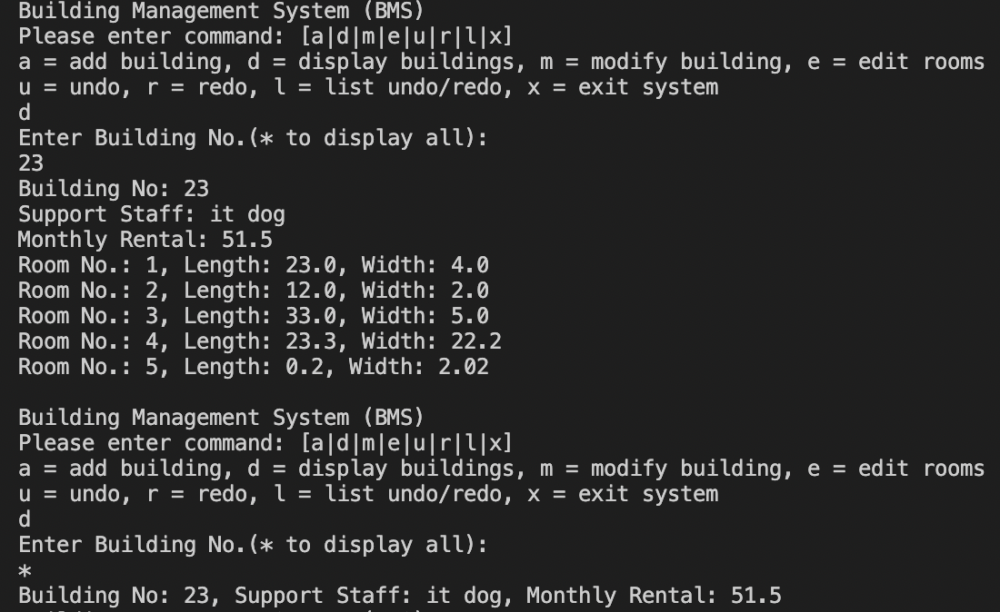 Building Management System (BMS)
Please enter command: [a|d|m|e|u|r|l|x]
a = add building, d = display buildings, m = modify building, e = edit rooms
u = undo, r = redo, l = list undo/redo, x = exit system
d
Enter Building No.(* to display all):
23
Building No: 23
Support Staff: it dog
Monthly Rental: 51.5
Room No.: 1, Length: 23.0, Width: 4.0
Room No.: 2, Length: 12.0, Width: 2.0
Room No.: 3, Length: 33.0, Width: 5.0
Room No.: 4, Length: 23.3, Width: 22.2
Room No.: 5, Length: 0.2, Width: 2.02
Building Management System (BMS)
Please enter command: [a|d|m|e|u|r|l|x]
a = add building, d = display buildings, m = modify building, e = edit rooms
u = undo, r = redo, l = list undo/redo, x = exit system
d
Enter Building No.(* to display all):
*
Building No: 23, Support Staff: it dog, Monthly Rental: 51.5